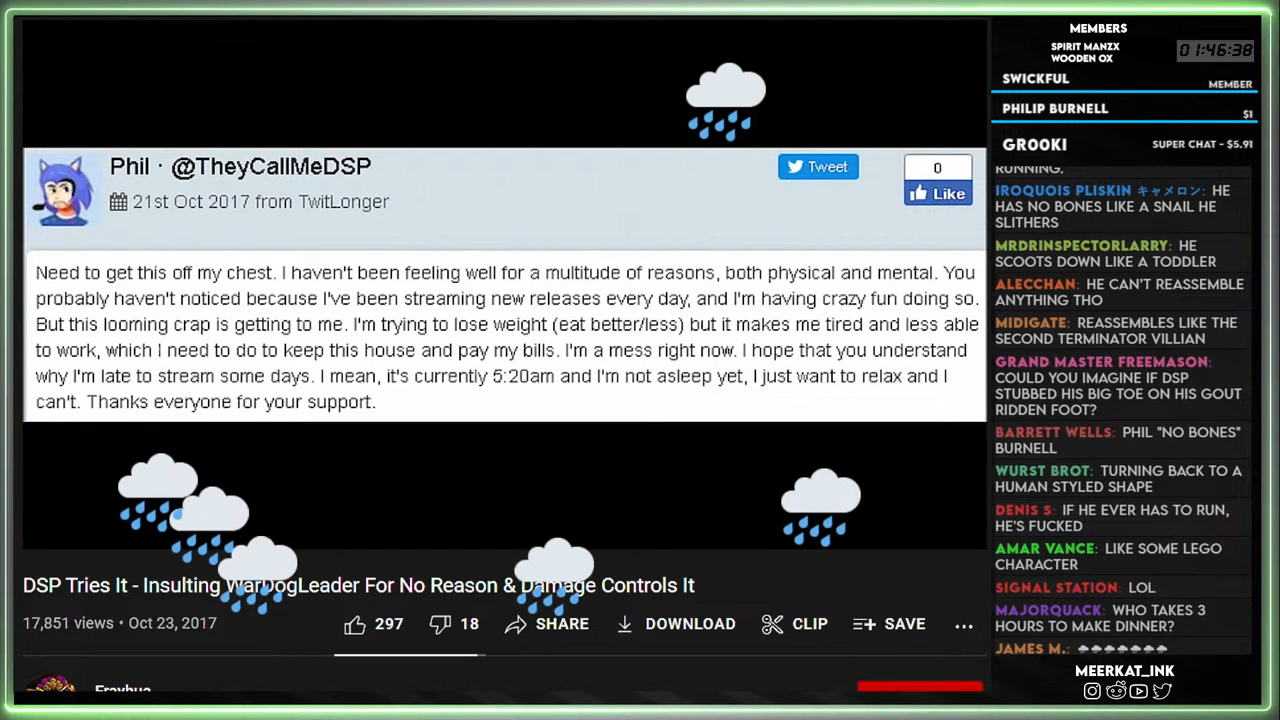 Phil · @TheyCallMeDSP
21st Oct 2017 from TwitLonger
Tweet
0
Like
Need to get this off my chest. I haven't been feeling well for a multitude of reasons, both physical and mental. You
probably haven't noticed because I've been streaming new releases every day, and I'm having crazy fun doing so.
But this looming crap is getting to me. I'm trying to lose weight (eat better/less) but it makes me tired and less able
to work, which I need to do to keep this house and pay my bills. I'm a mess right now. I hope that you understand
why I'm late to stream some days. I mean, it's currently 5:20am and I'm not asleep yet, I just want to relax and I
can't. Thanks everyone for your support.
DSP Tries It - Insulting WarDogLeader For No Reason & Damage Controls It
17,851 views • Oct 23, 2017
297
18
SHARE
DOWNLOAD
CLIP
SAVE
MEMBERS
SPIRIT MANZX
WOODEN OX
01:46:38
SWICKFUL
MEMBER
PHILIP BURNELL
$1
GROOKI
SUPER CHAT - $5.91
RUNNING.
IROQUOIS PLISKIN キャメロン: HE
HAS NO BONES LIKE A SNAIL HE
SLITHERS
MRDRINSPECTORLARRY: HE
SCOOTS DOWN LIKE A TODDLER
ALECCHAN: HE CAN'T REASSEMBLE
ANYTHING THO
MIDIGATE: REASSEMBLES LIKE THE
SECOND TERMINATOR VILLIAN
GRAND MASTER FREEMASON:
COULD YOU IMAGINE IF DSP
STUBBED HIS BIG TOE ON HIS GOUT
RIDDEN FOOT?
BARRETT WELLS: PHIL "NO BONES"
BURNELL
WURST BROT: TURNING BACK TO A
HUMAN STYLED SHAPE
DENIS S: IF HE EVER HAS TO RUN,
HE'S FUCKED
AMAR VANCE: LIKE SOME LEGO
CHARACTER
SIGNAL STATION: LOL
MAJORQUACK: WHO TAKES 3
HOURS TO MAKE DINNER?
JAMES M.:
MEERKAT_INK